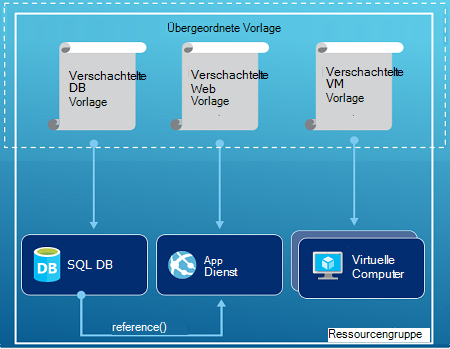 Übergeordnete Vorlage
Verschachtelte
DB
Vorlage
Verschachtelte
Web
Vorlage
Verschachtelte
VM
Vorlage
DB
SQL DB
App
Dienst
Virtuelle
Computer
reference()
Ressourcengruppe